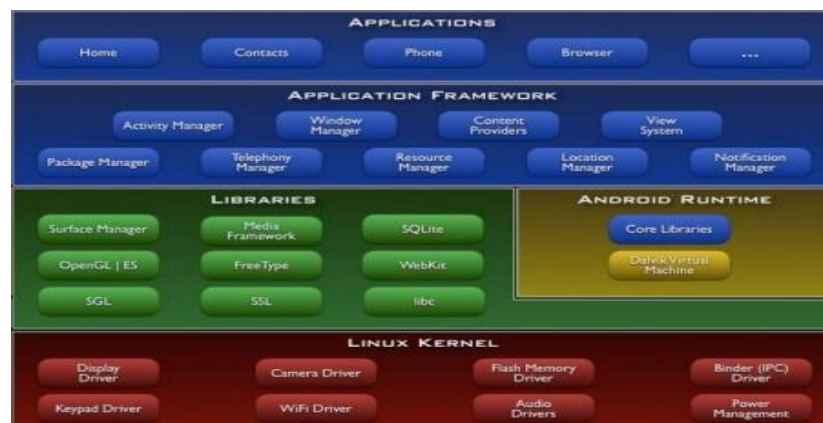 APPLICATIONS
Home Contacts Phone Browser ...
APPLICATION FRAMEWORK
Activity Manager Window Manager Content Providers View System
Package Manager Telephony Manager Resource Manager Location Manager Notification Manager
LIBRARIES
Surface Manager Media Framework SQLite
OpenGL | ES FreeType WebKit
SGL SSL libc
ANDROID RUNTIME
Core Libraries
Dalvik Virtual Machine
LINUX KERNEL
Display Driver Camera Driver Flash Memory Driver Binder (IPC) Driver
Keypad Driver WiFi Driver Audio Drivers Power Management